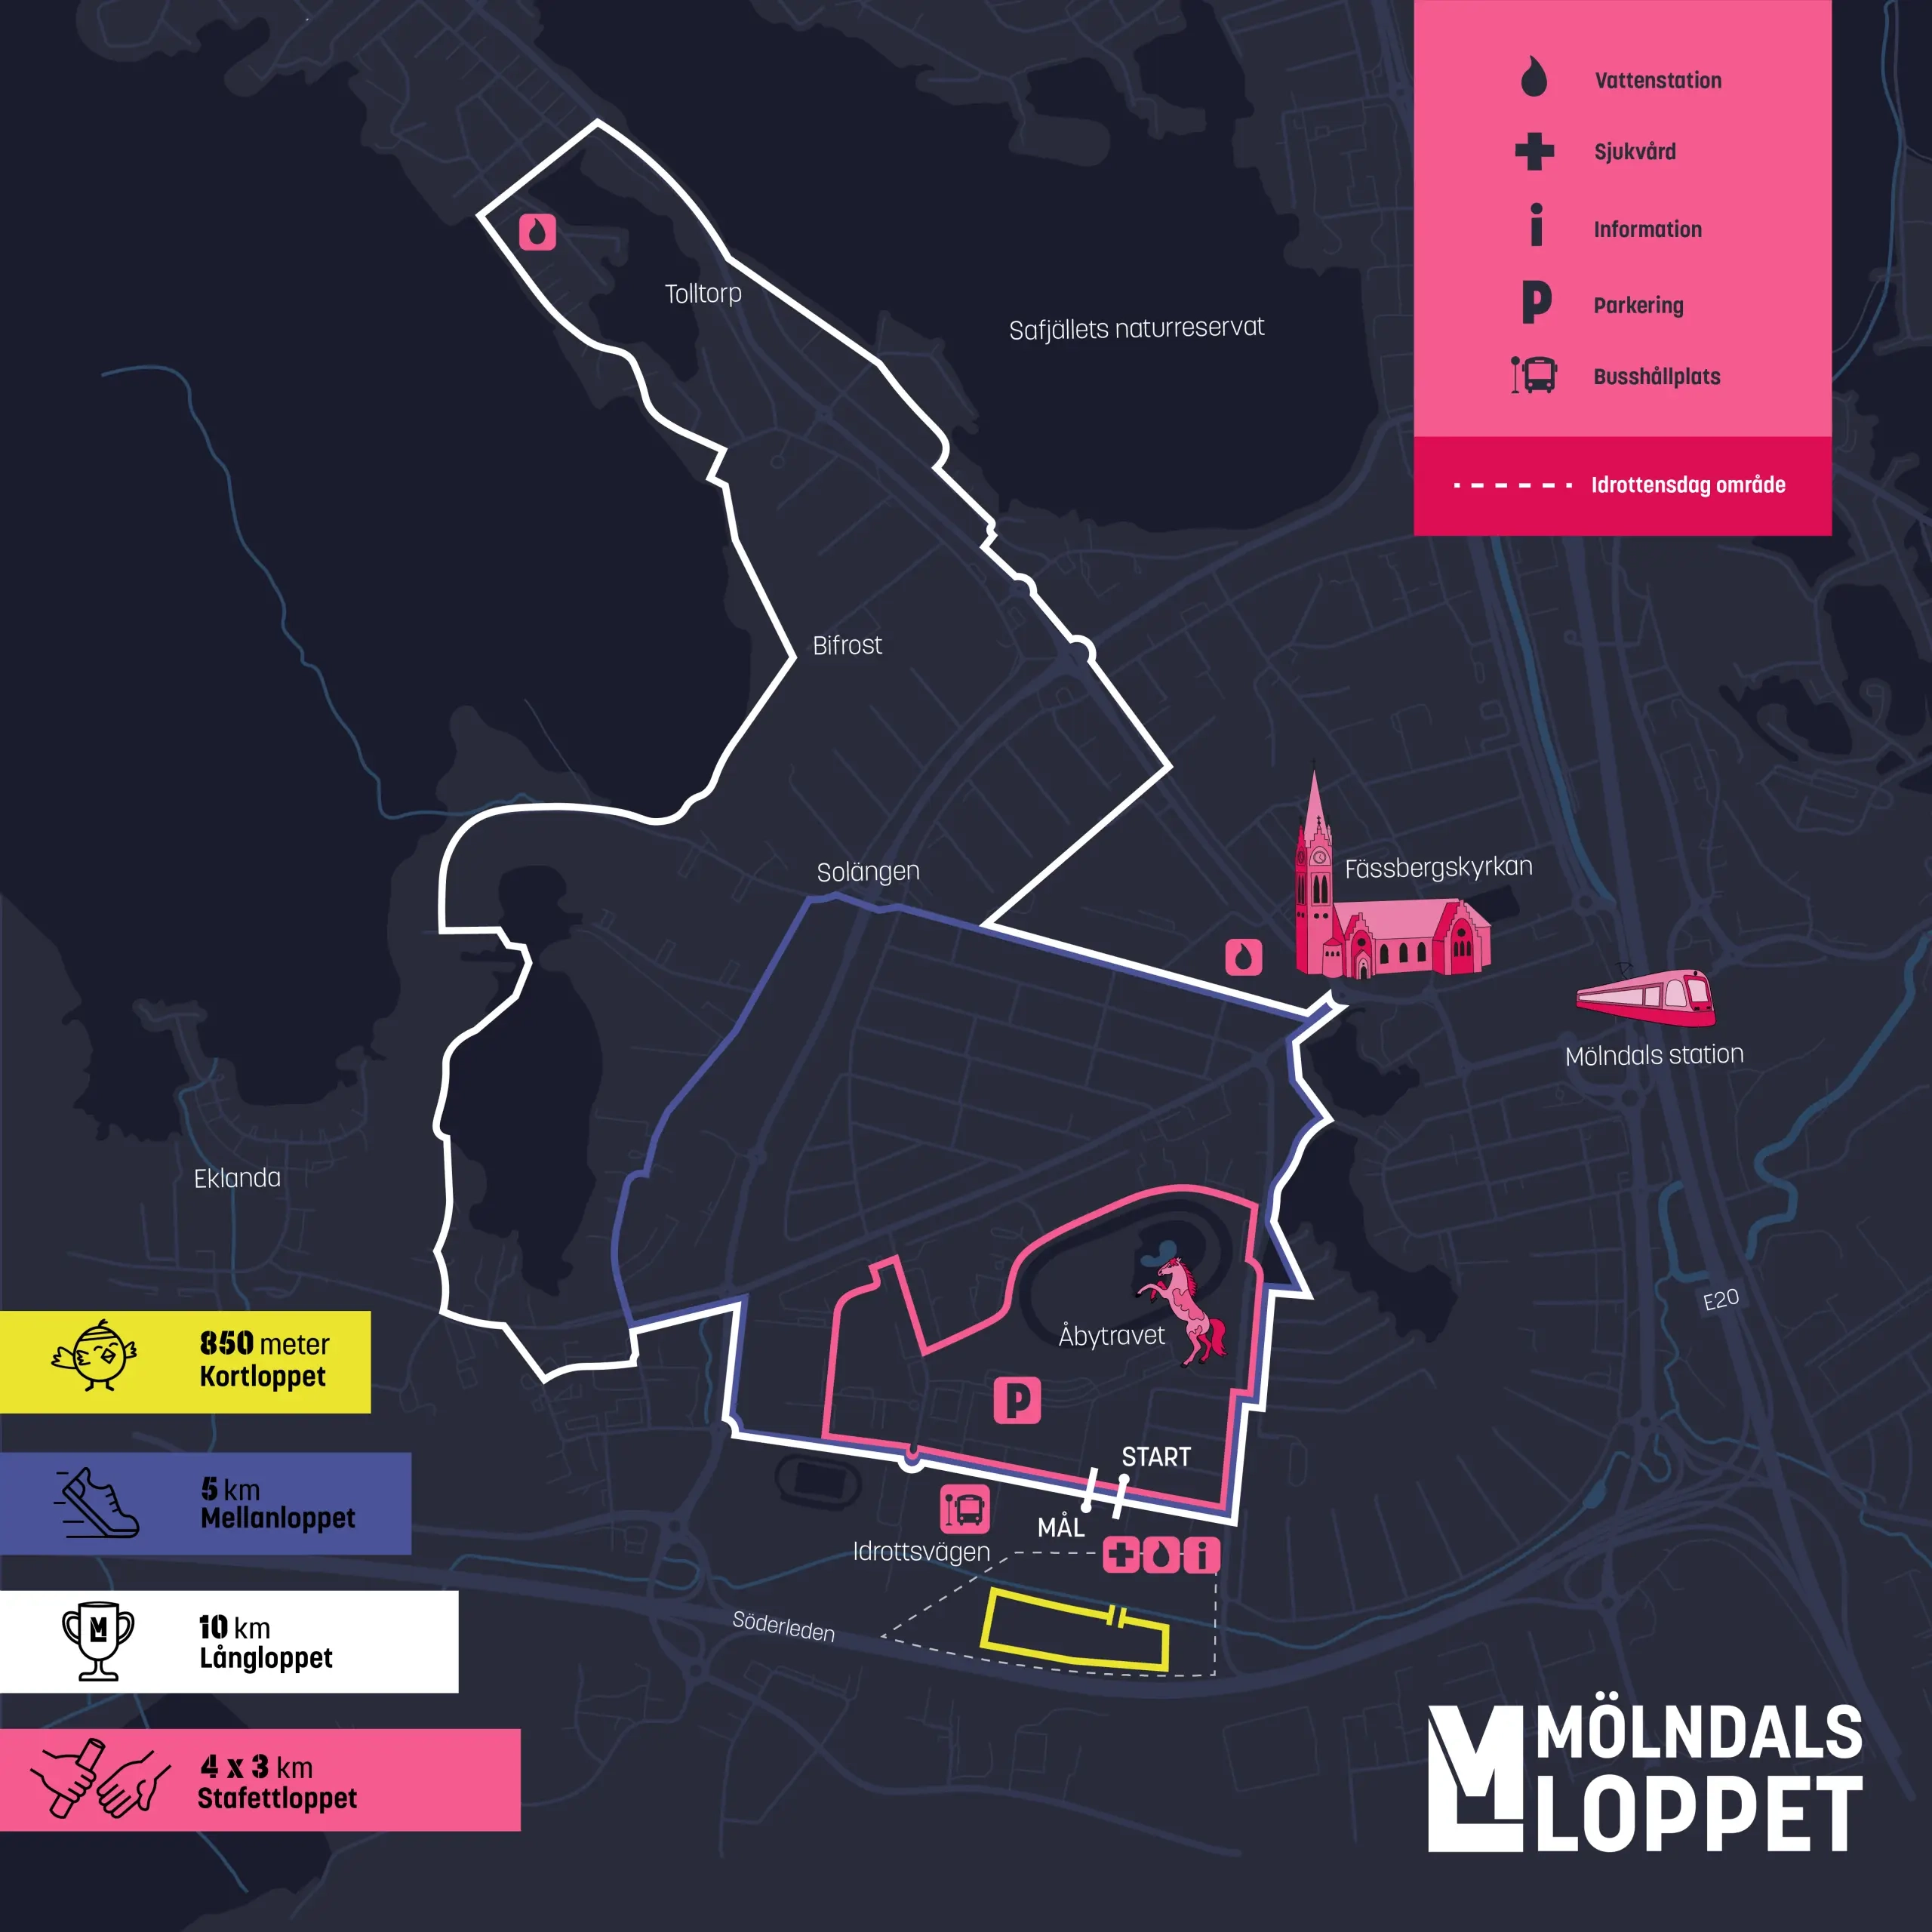 Vattenstation
Sjukvård
i Information
P Parkering
Busshållplats
Idrottensdag område
Tolltorp
Safjällets naturreservat
Bifrost
Solängen
Fässbergskyrkan
Mölndals station
Eklanda
E20
Åbytravet
P
START
MÅL
Idrottsvägen
i
Söderleden
850 meter
Kortloppet
5 km
Mellanloppet
M
10 km
Långloppet
4 x 3 km
Stafettloppet
MÖLNDALS
LOPPET